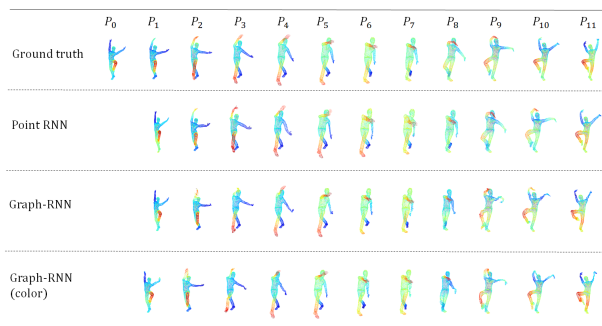 P0 P1 P2 P3 P4 P5 P6 P7 P8 P9 P10 P11
Ground truth
Point RNN
Graph-RNN
Graph-RNN
(color)